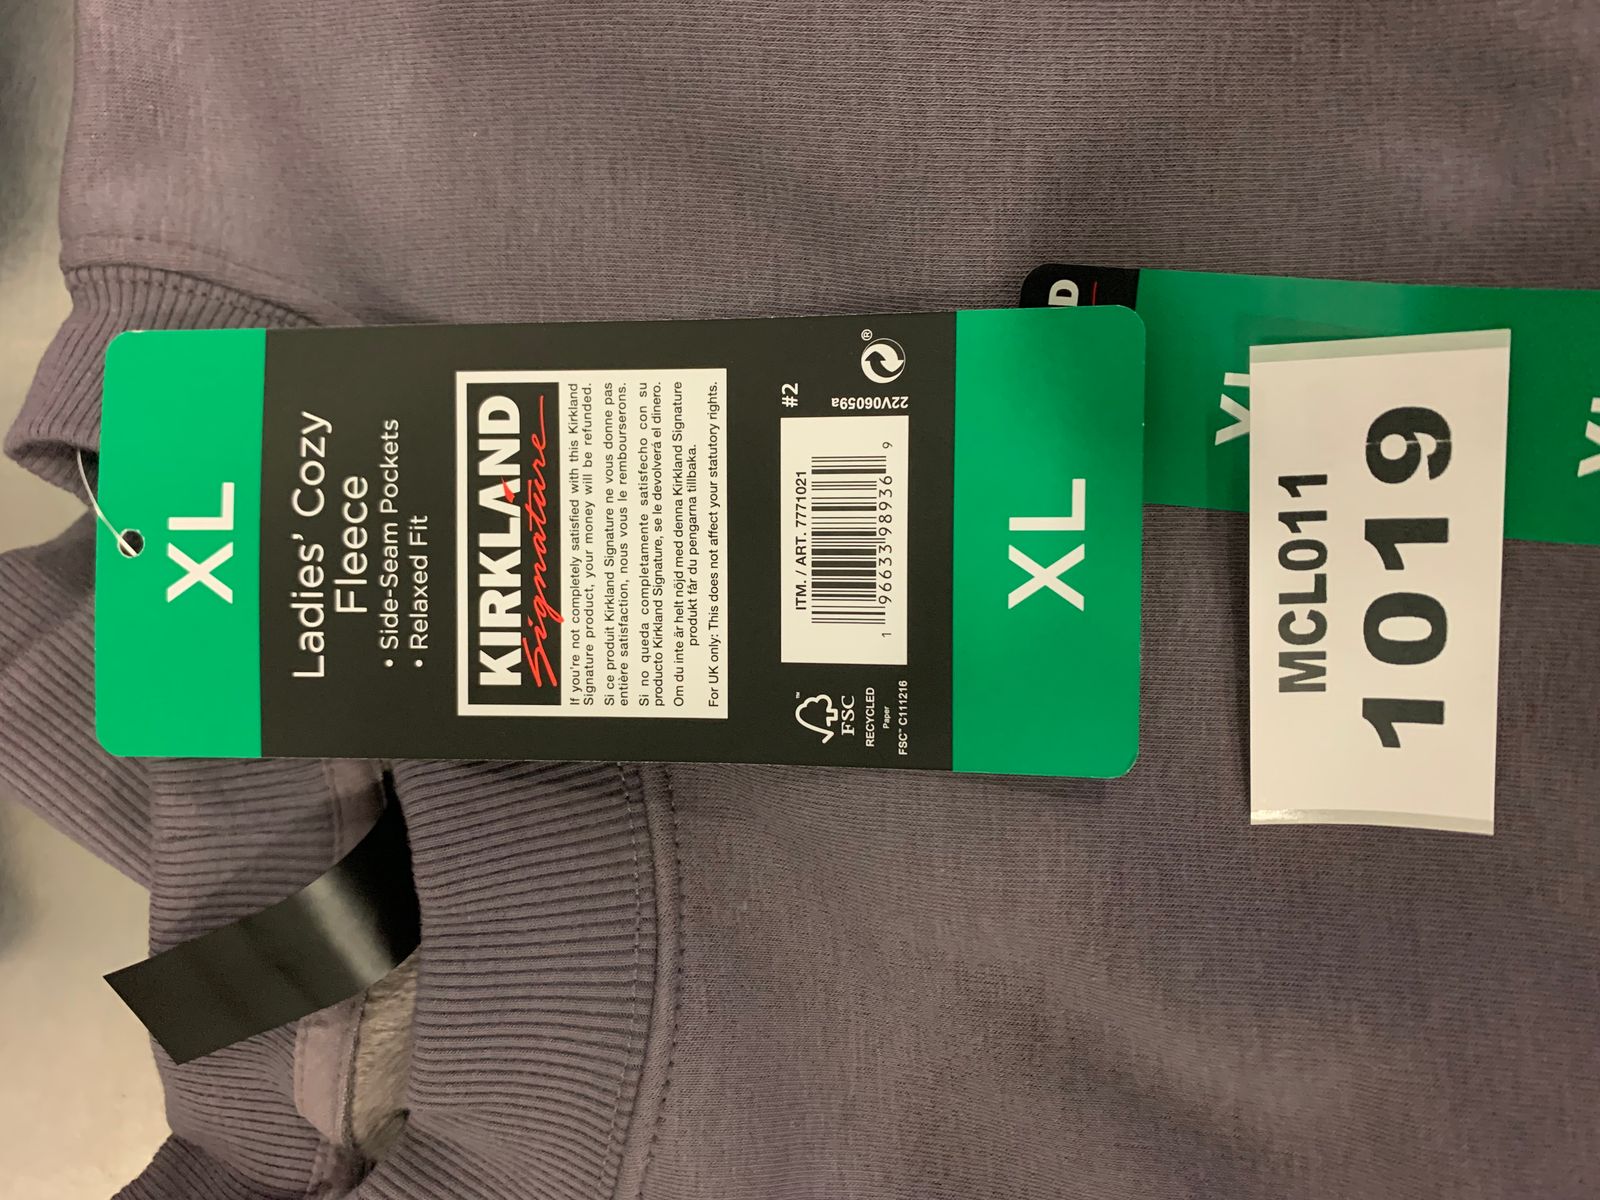 XL
Ladies' Cozy
Fleece
• Side-Seam Pockets
• Relaxed Fit
KIRKLAND
Signature
If you're not completely satisfied with this Kirkland
Signature product, your money will be refunded.
Si ce produit Kirkland Signature ne vous donne pas
entière satisfaction, nous vous le rembourserons.
Si no queda completamente satisfecho con su
producto Kirkland Signature, se le devolverá el dinero.
Om du inte är helt nöjd med denna Kirkland Signature
produkt får du pengarna tillbaka.
For UK only: This does not affect your statutory rights.
FSC™
RECYCLED
Paper
FSC™ C111216
ITM. / ART. 7771021
1 96633 98936 9
#2
22V06059a
®
XL
D
MCL011
1019